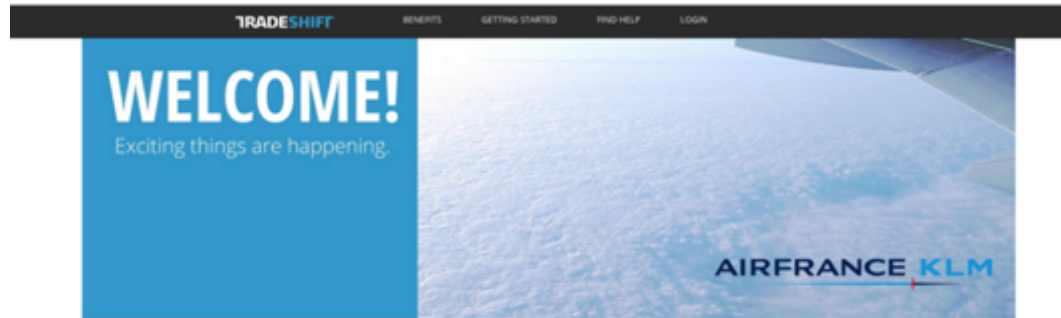 TRADESHIFT BENEFITS GETTING STARTED FIND HELP LOGIN
WELCOME!
Exciting things are happening.
AIRFRANCE KLM